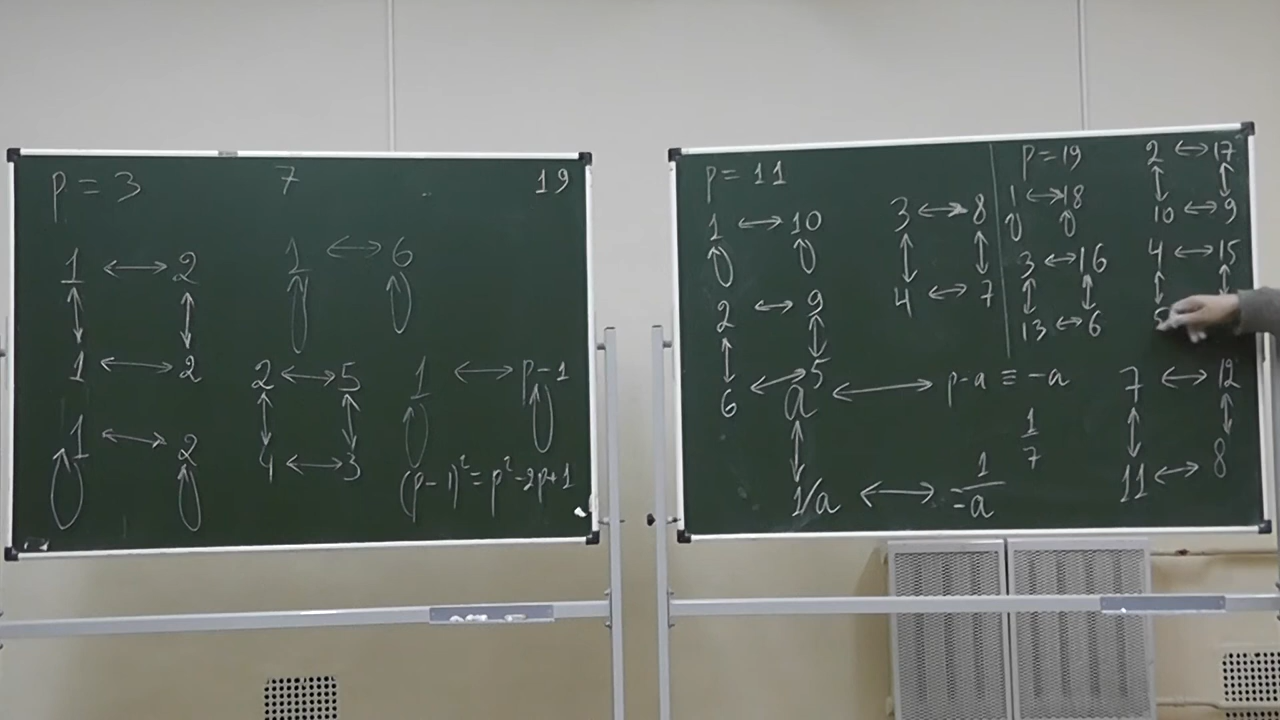 p = 3 7 19
1 ↔ 2
1 ↔ 2
1 ↔ 2
1 ↔ 6
2 ↔ 5
4 ↔ 3
1 ↔ p-1
(p-1)² = p² - 2p + 1
p = 11
1 ↔ 10
2 ↔ 9
6 ↔ 5
3 ↔ 8
4 ↔ 7
a ↔ p-a ≡ -a
1/a ↔ 1/-a
1/7
p = 19
1 ↔ 18
3 ↔ 16
13 ↔ 6
2 ↔ 17
10 ↔ 9
4 ↔ 15
5
7 ↔ 12
11 ↔ 8